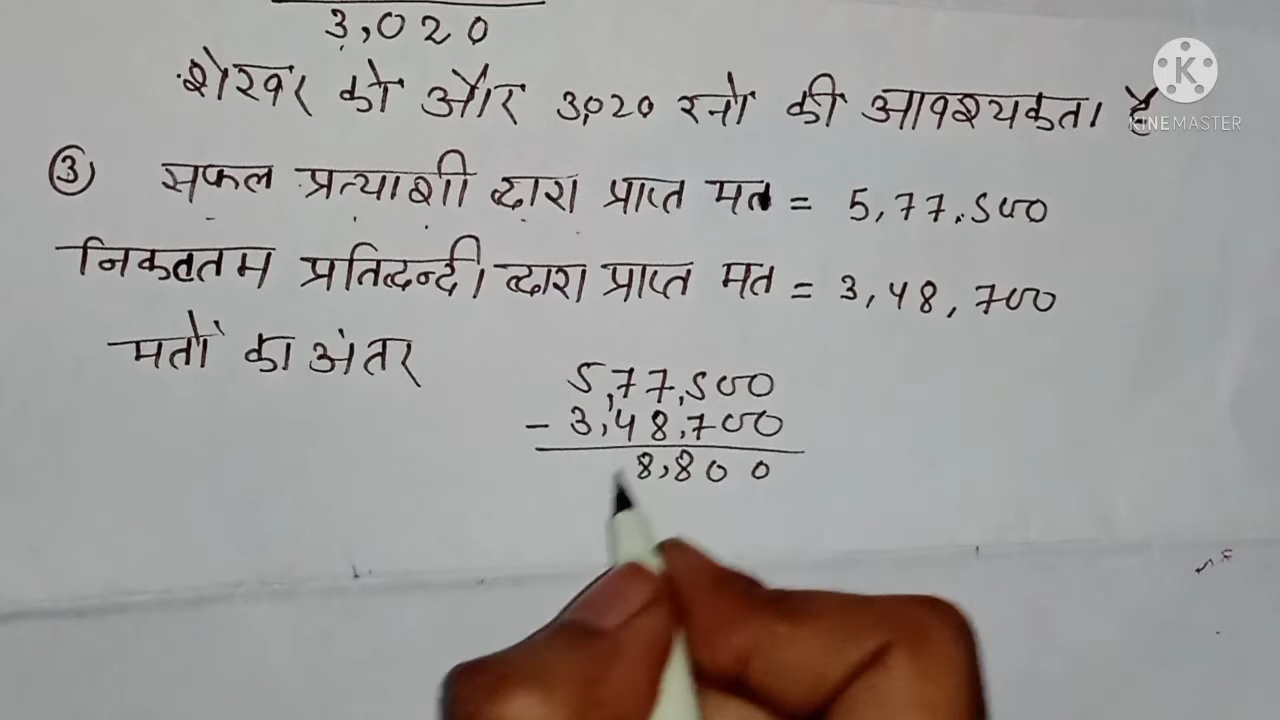 3,020
शेखर को और 3,020 रनो की आवश्यकता है
KINEMASTER
③ सफल प्रत्याशी द्वारा प्राप्त मत = 5,77,500
निकटतम प्रतिद्वन्दी द्वारा प्राप्त मत = 3,48,700
मतों का अंतर
5,77,500
- 3,48,700
8,800